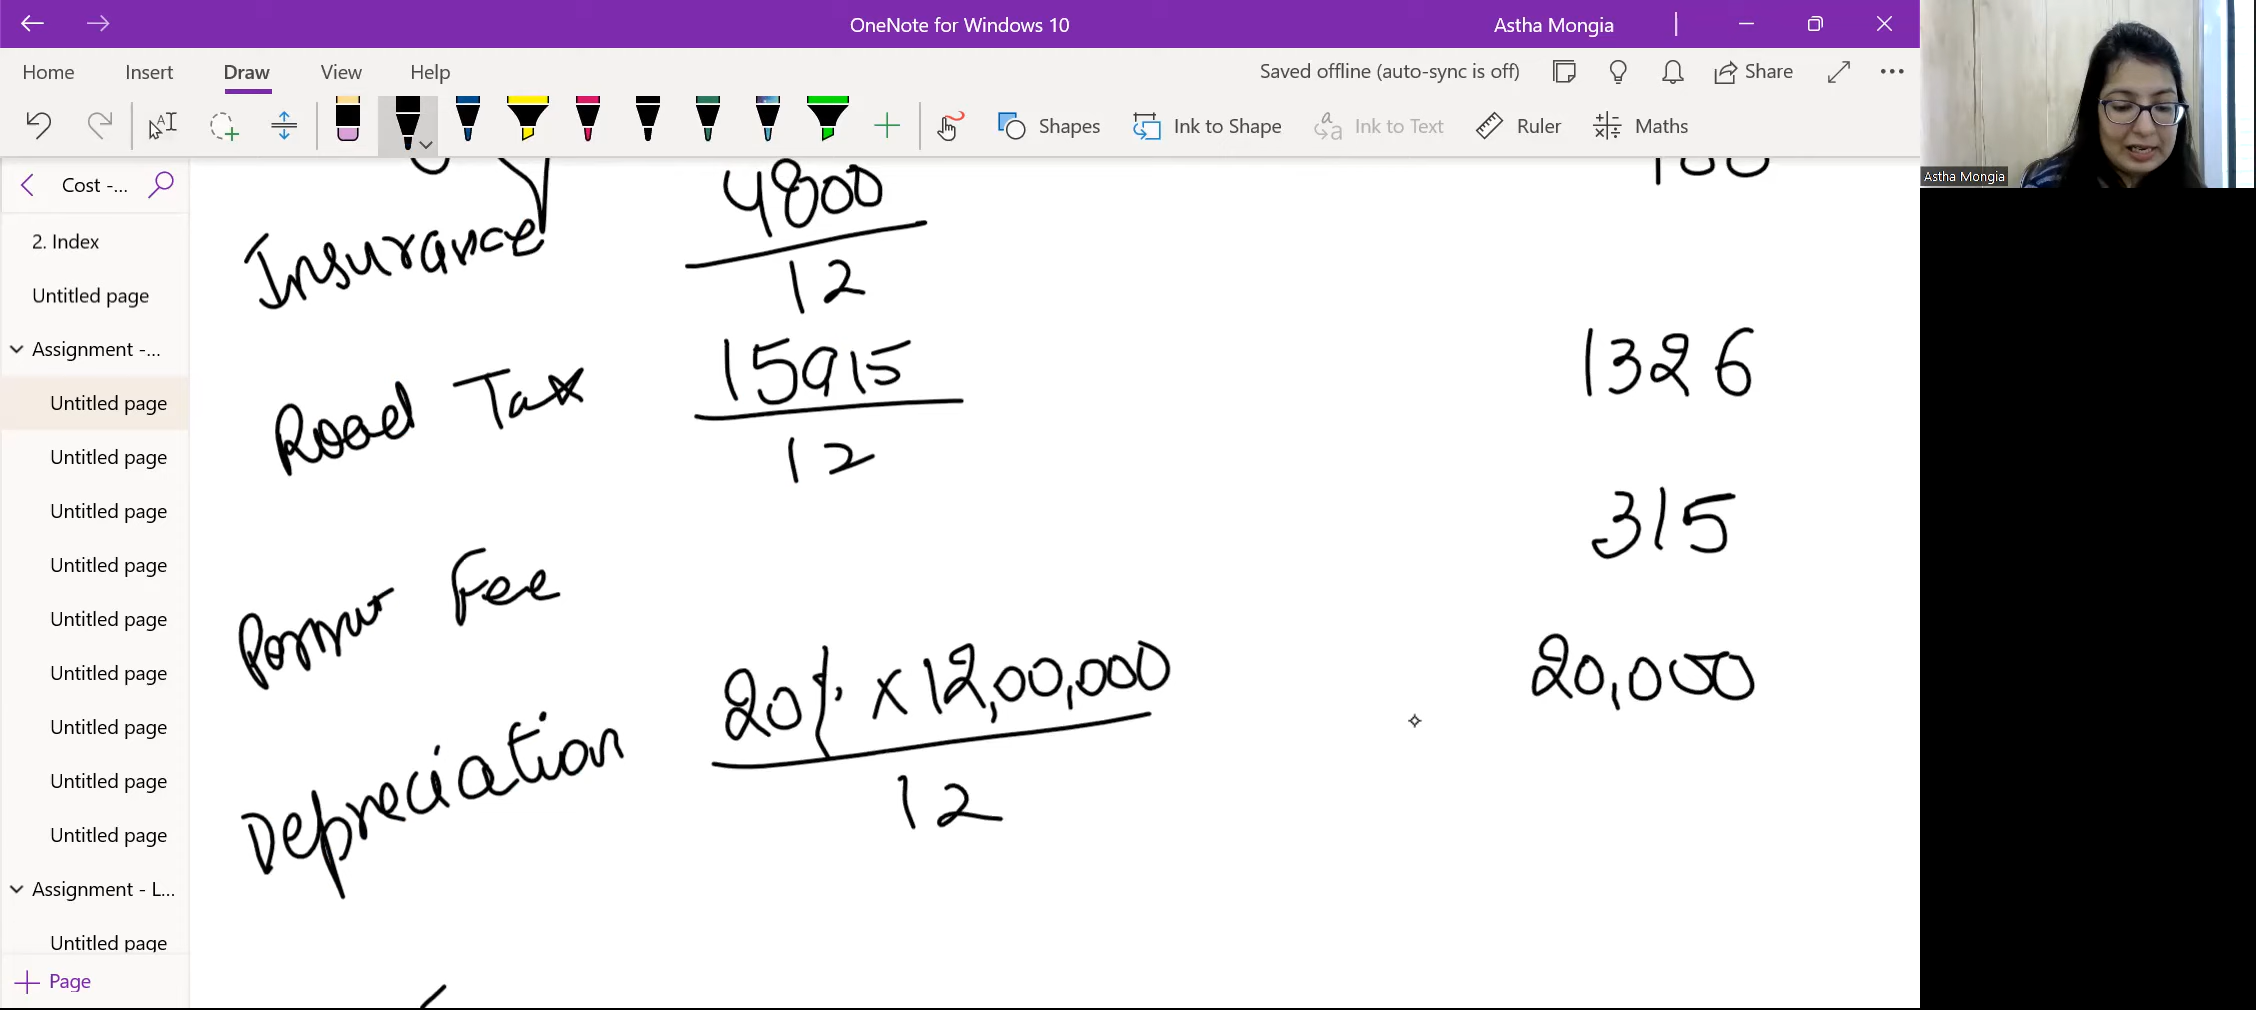 OneNote for Windows 10
Astha Mongia
Home Insert Draw View Help
Saved offline (auto-sync is off) Share
Shapes Ink to Shape Ink to Text Ruler Maths
Astha Mongia
Cost -...
2. Index
Untitled page
Assignment -...
Untitled page
Untitled page
Untitled page
Untitled page
Untitled page
Untitled page
Untitled page
Untitled page
Untitled page
Assignment - L...
Untitled page
Page
Insurance 4800
12
Road Tax 15915 1326
12
315
Permit Fee
20% x 12,00,000 20,000
Depreciation
12